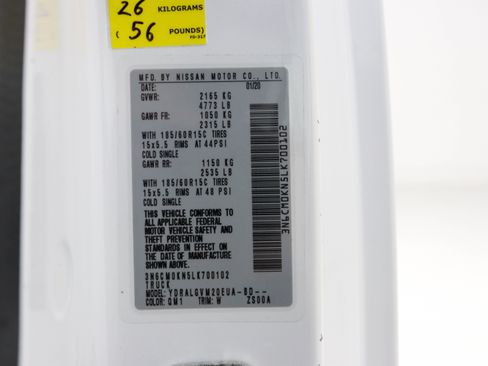 26 KILOGRAMS
( 56 POUNDS)
MFD. BY NISSAN MOTOR CO., LTD.
DATE: 01/20
GVWR: 2165 KG
4773 LB
GAWR FR: 1050 KG
2315 LB
WITH 185/60R15C TIRES
15x5.5 RIMS AT 44PSI
COLD SINGLE
GAWR RR: 1150 KG
2535 LB
WITH 185/60R15C TIRES
15x5.5 RIMS AT 48 PSI
COLD SINGLE
THIS VEHICLE CONFORMS TO
ALL APPLICABLE FEDERAL
MOTOR VEHICLE SAFETY AND
THEFT PREVENTION
STANDARDS IN EFFECT ON
THE DATE OF MANUFACTURE
SHOWN ABOVE.
3N6CM0KN5LK700102
TRUCK
MODEL: YDRALGVM20EUA-BD--
COLOR: QM1 TRIM: W ZS00A
3N6CM0KN5LK700102